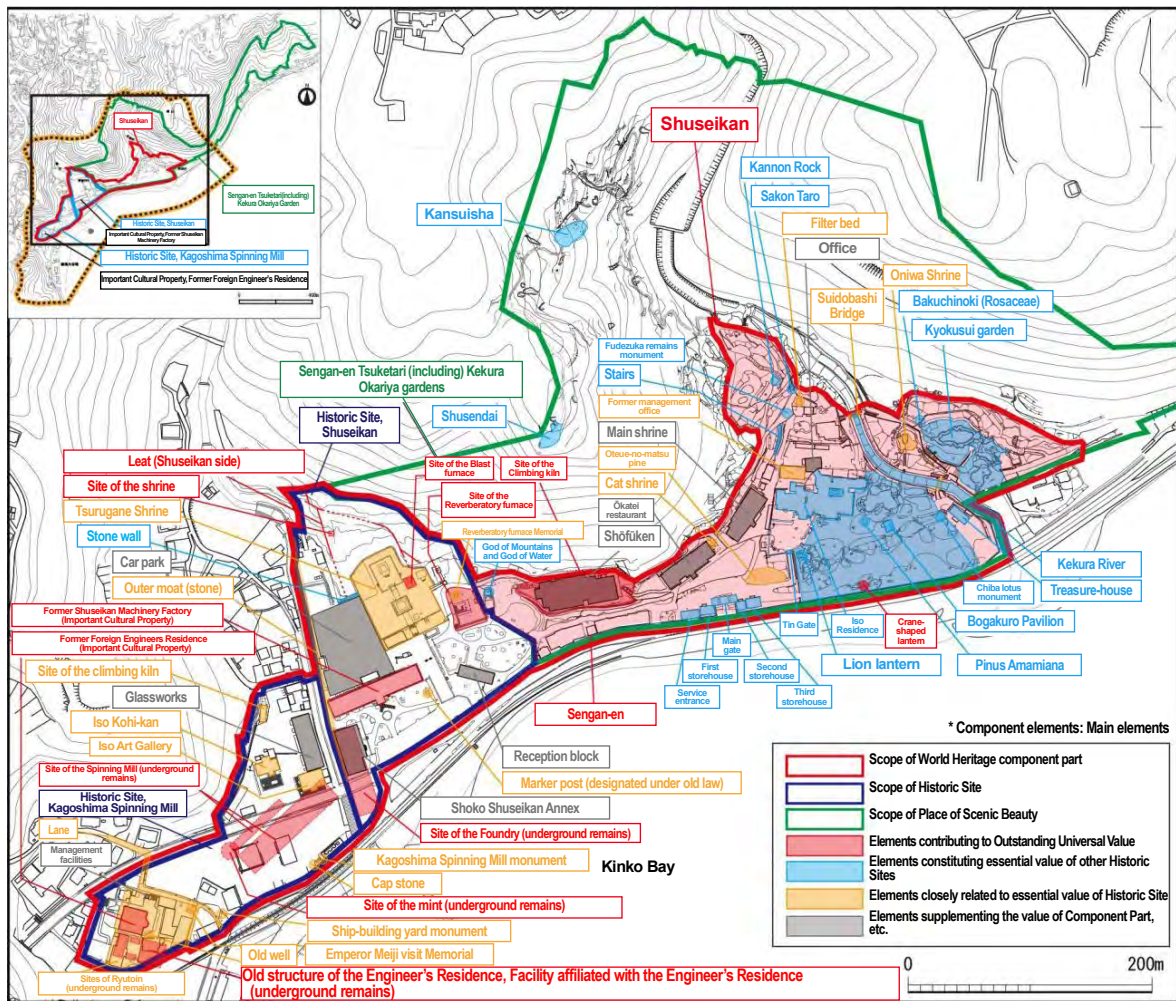 Shuseikan
Sengan-en Tsuketari(including)
Kekura Okariya Garden
Historic Site, Shuseikan
Important Cultural Property, Former Shuseikan
Machinery Factory
Historic Site, Kagoshima Spinning Mill
Important Cultural Property, Former Foreign Engineer's Residence
Shuseikan
Kannon Rock
Sakon Taro
Kansuisha
Filter bed
Office
Oniwa Shrine
Suidobashi
Bridge
Bakuchinoki (Rosaceae)
Kyokusui garden
Fudezuka remains
monument
Stairs
Sengan-en Tsuketari (including) Kekura
Okariya gardens
Former management
office
Shusendai
Historic Site,
Shuseikan
Main shrine
Oteue-no-matsu
pine
Leat (Shuseikan side)
Site of the Blast
furnace
Site of the
Climbing kiln
Cat shrine
Site of the shrine
Site of the
Reverberatory furnace
Tsurugane Shrine
Ōkatei
restaurant
Shōfūken
Reverberatory furnace Memorial
Stone wall
God of Mountains
and God of Water
Car park
Kekura River
Outer moat (stone)
Chiba lotus
monument
Treasure-house
Former Shuseikan Machinery Factory
(Important Cultural Property)
Tin Gate
Iso
Residence
Crane-
shaped
lantern
Bogakuro Pavilion
Former Foreign Engineers Residence
(Important Cultural Property)
Main
gate
Lion lantern
Pinus Amamiana
Site of the climbing kiln
First
storehouse
Second
storehouse
Glassworks
Service
entrance
Third
storehouse
Iso Kohi-kan
Sengan-en
Iso Art Gallery
* Component elements: Main elements
Reception block
Site of the Spinning Mill (underground
remains)
Marker post (designated under old law)
Historic Site,
Kagoshima Spinning Mill
Shoko Shuseikan Annex
Lane
Site of the Foundry (underground remains)
Management
facilities
Kagoshima Spinning Mill monument
Kinko Bay
Cap stone
Site of the mint (underground remains)
Ship-building yard monument
Old well
Emperor Meiji visit Memorial
Sites of Ryutoin
(underground remains)
Old structure of the Engineer's Residence, Facility affiliated with the Engineer's Residence
(underground remains)
Scope of World Heritage component part
Scope of Historic Site
Scope of Place of Scenic Beauty
Elements contributing to Outstanding Universal Value
Elements constituting essential value of other Historic
Sites
Elements closely related to essential value of Historic Site
Elements supplementing the value of Component Part,
etc.
0 200m